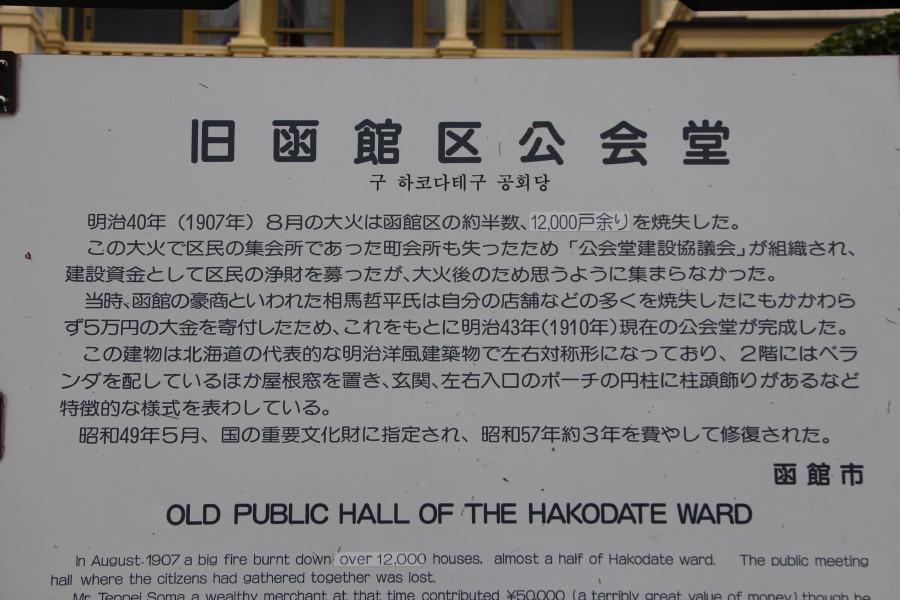 旧函館区公会堂
구 하코다테구 공회당
明治40年（1907年）８月の大火は函館区の約半数、12,000戸余りを焼失した。
この大火で区民の集会所であった町会所も失ったため「公会堂建設協議会」が組織され、
建設資金として区民の浄財を募ったが、大火後のため思うように集まらなかった。
当時、函館の豪商といわれた相馬哲平氏は自分の店舗などの多くを焼失したにもかかわら
ず５万円の大金を寄付したため、これをもとに明治43年(1910年)現在の公会堂が完成した。
この建物は北海道の代表的な明治洋風建築物で左右対称形になっており、２階にはベラ
ンダを配しているほか屋根窓を置き、玄関、左右入口のポーチの円柱に柱頭飾りがあるなど
特徴的な様式を表わしている。
昭和49年５月、国の重要文化財に指定され、昭和57年約３年を費やして修復された。
函館市
OLD PUBLIC HALL OF THE HAKODATE WARD
In August.1907 a big fire burnt down over 12,000 houses, almost a half of Hakodate ward. The public meeting
hall where the citizens had gathered together was lost.
Mr. Teppei Soma a wealthy merchant at that time contributed ¥50,000 (a terribly great value of money) though he